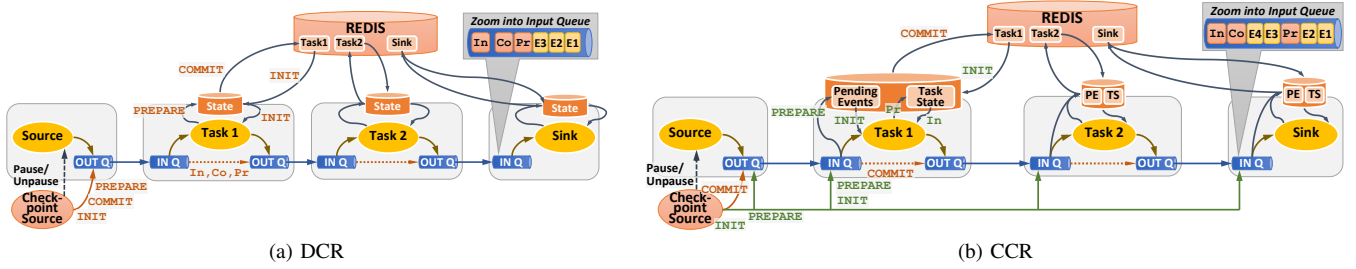 REDIS
Task1 Task2 Sink
Zoom into Input Queue
In Co Pr E3 E2 E1
COMMIT
INIT
PREPARE
State
INIT
State
State
Source
Task 1
Task 2
Sink
OUT Q
IN Q
OUT Q
IN Q
OUT Q
IN Q
In,Co,Pr
Pause/
Unpause
PREPARE
COMMIT
INIT
Check-
point
Source
(a) DCR
REDIS
Task1 Task2 Sink
Zoom into Input Queue
In Co E4 E3 Pr E2 E1
COMMIT
INIT
PREPARE
Pending
Events
Task
State
INIT
Pr
In
PE TS
PE TS
Source
Task 1
Task 2
Sink
OUT Q
IN Q
OUT Q
IN Q
OUT Q
IN Q
COMMIT
Pause/
Unpause
COMMIT
PREPARE
INIT
PREPARE
INIT
Check-
point
Source
(b) CCR